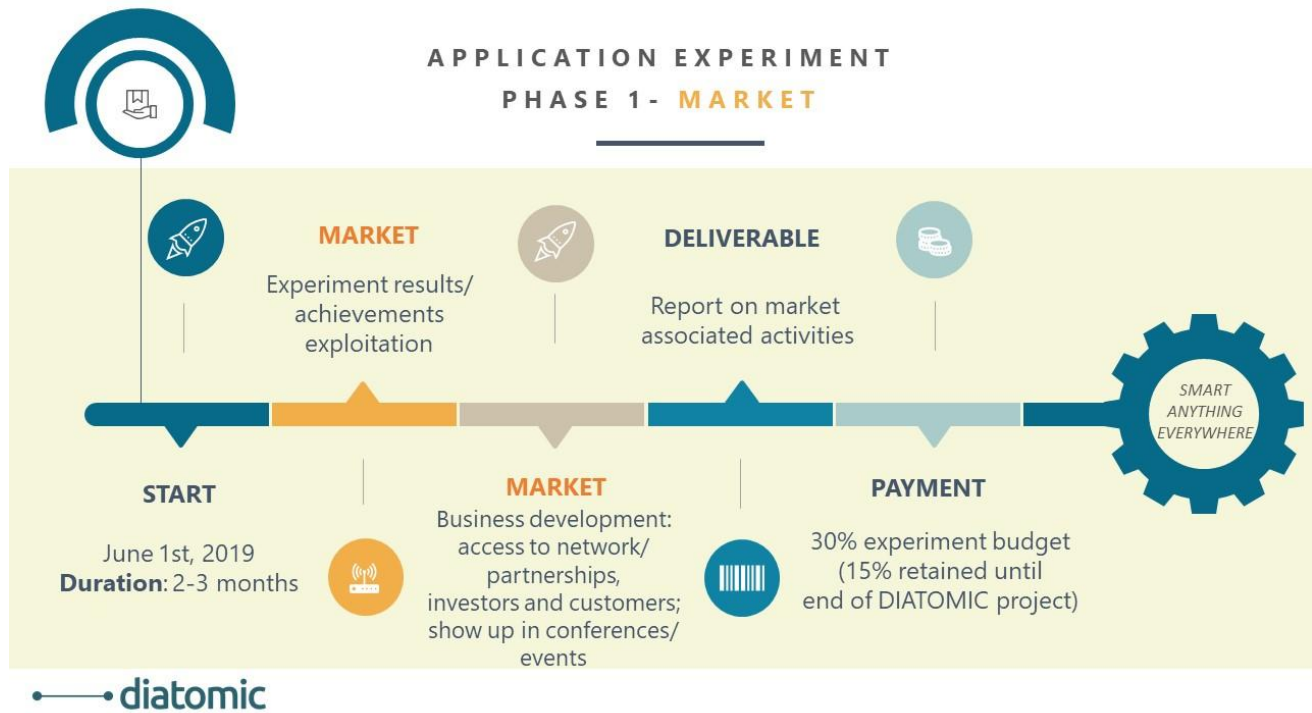 APPLICATION EXPERIMENT
PHASE 1- MARKET
MARKET
Experiment results/
achievements
exploitation
DELIVERABLE
Report on market
associated activities
SMART
ANYTHING
EVERYWHERE
START
June 1st, 2019
Duration: 2-3 months
MARKET
Business development:
access to network/
partnerships,
investors and customers;
show up in conferences/
events
PAYMENT
30% experiment budget
(15% retained until
end of DIATOMIC project)
diatomic